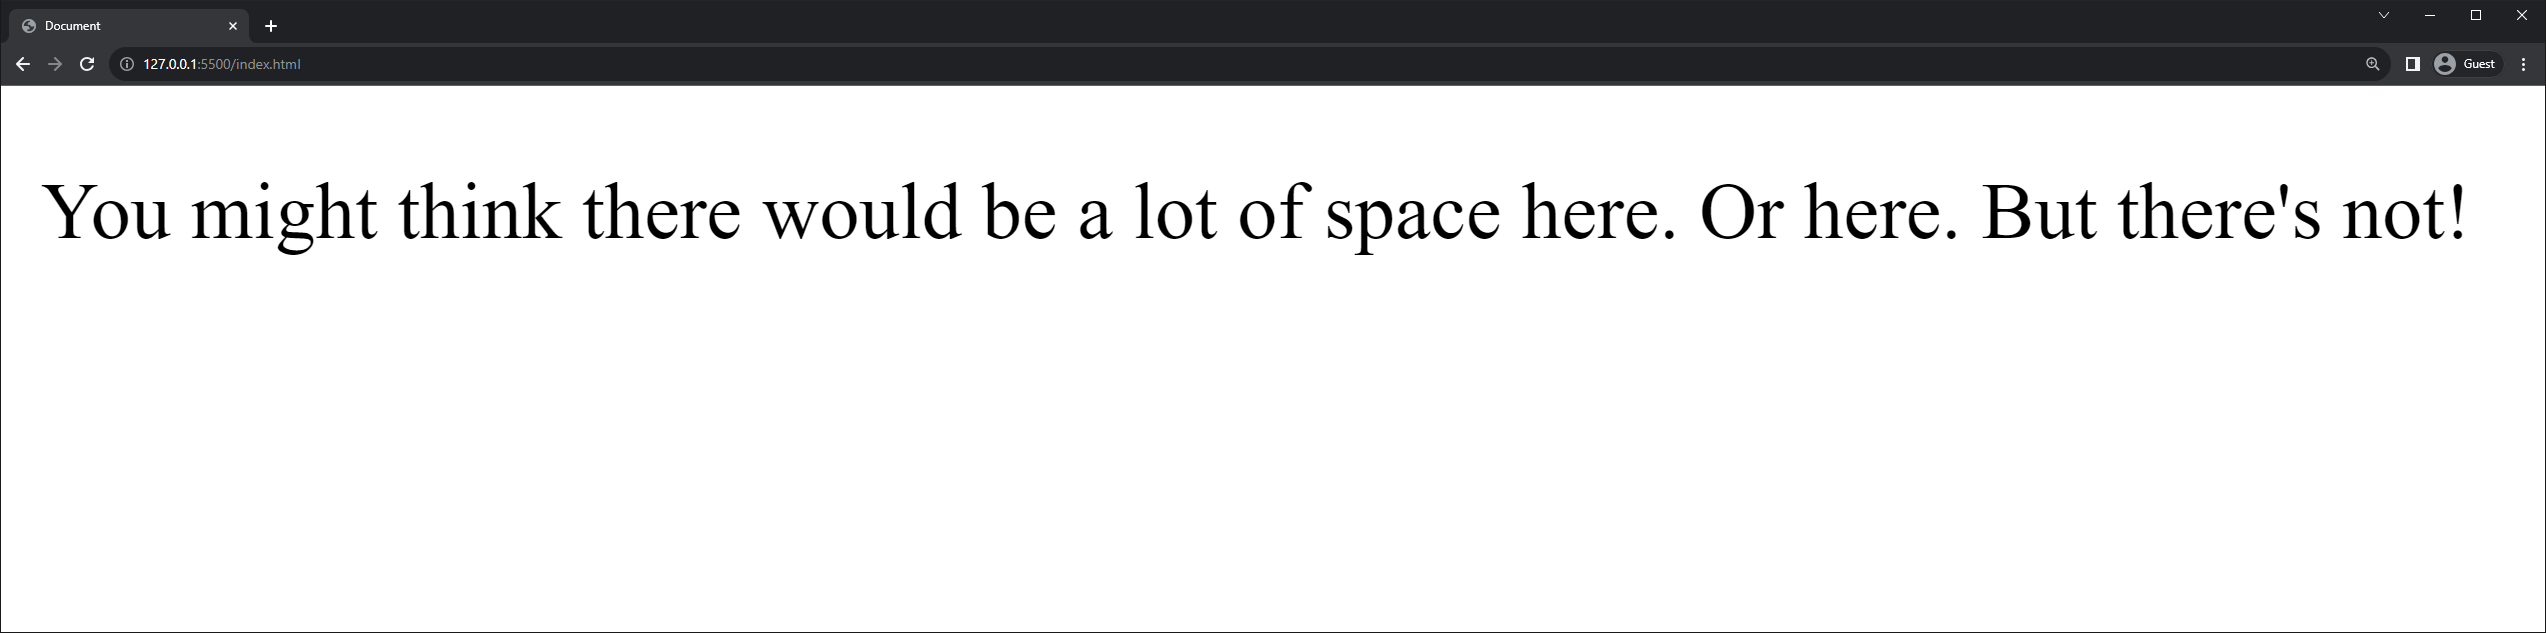 Document
127.0.0.1:5500/index.html
Guest
You might think there would be a lot of space here. Or here. But there's not!